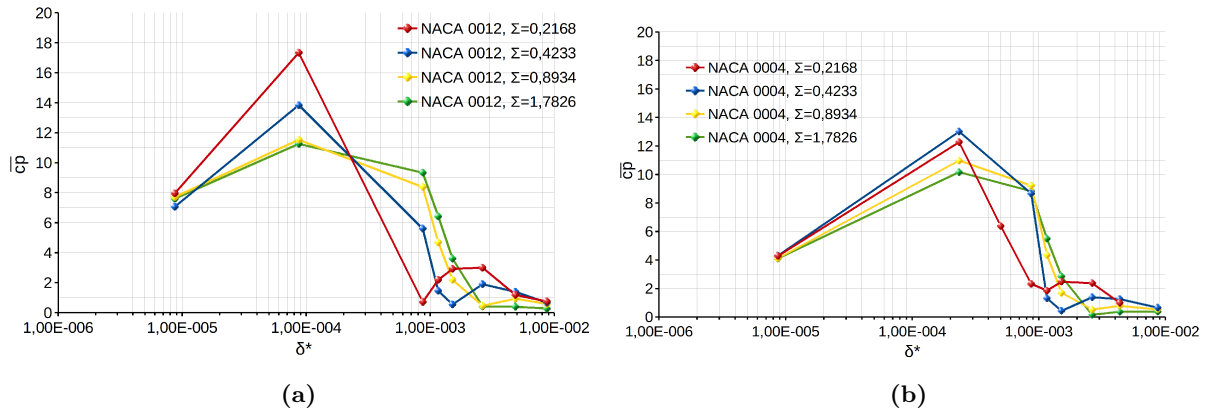 20
18
16
14
12
10
8
6
4
2
0
c̅p̅
NACA 0012, Σ=0,2168
NACA 0012, Σ=0,4233
NACA 0012, Σ=0,8934
NACA 0012, Σ=1,7826
1,00E-006 1,00E-005 1,00E-004 1,00E-003 1,00E-002
δ*
(a)
20
18
16
14
12
10
8
6
4
2
0
c̅p̅
NACA 0004, Σ=0,2168
NACA 0004, Σ=0,4233
NACA 0004, Σ=0,8934
NACA 0004, Σ=1,7826
1,00E-006 1,00E-005 1,00E-004 1,00E-003 1,00E-002
δ*
(b)